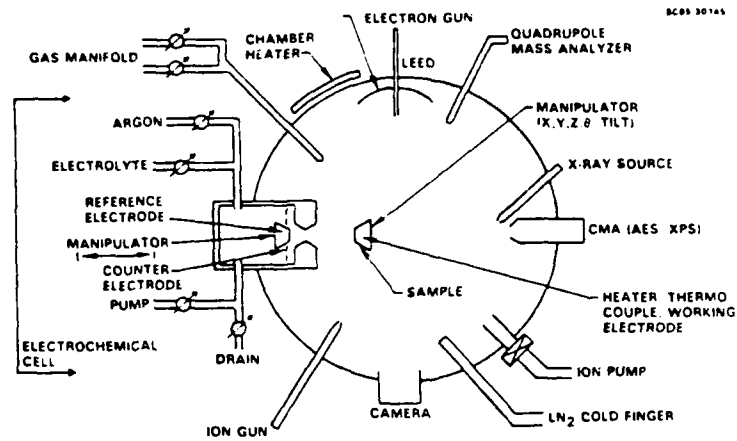 SC85 30745
ELECTRON GUN
CHAMBER
HEATER
LEED
QUADRUPOLE
MASS ANALYZER
GAS MANIFOLD
MANIPULATOR
(X,Y,Z θ TILT)
ARGON
ELECTROLYTE
X-RAY SOURCE
REFERENCE
ELECTRODE
MANIPULATOR
CMA (AES XPS)
COUNTER
ELECTRODE
SAMPLE
PUMP
HEATER THERMO
COUPLE, WORKING
ELECTRODE
ELECTROCHEMICAL
CELL
DRAIN
ION PUMP
ION GUN
CAMERA
LN2 COLD FINGER